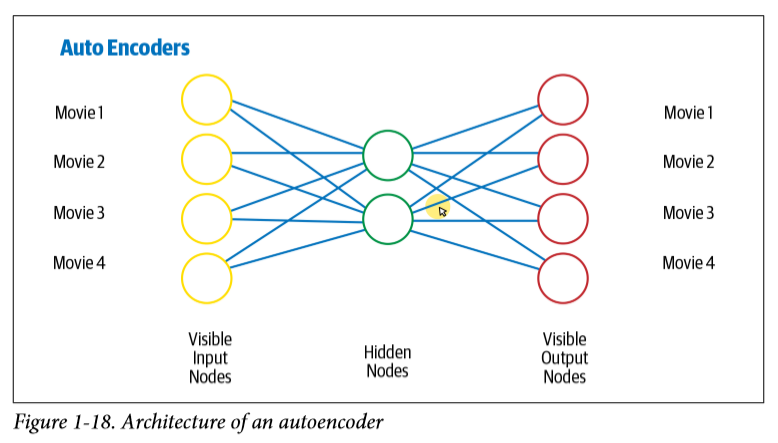 Auto Encoders
Movie 1
Movie 2
Movie 3
Movie 4
Movie 1
Movie 2
Movie 3
Movie 4
Visible
Input
Nodes
Hidden
Nodes
Visible
Output
Nodes
Figure 1-18. Architecture of an autoencoder